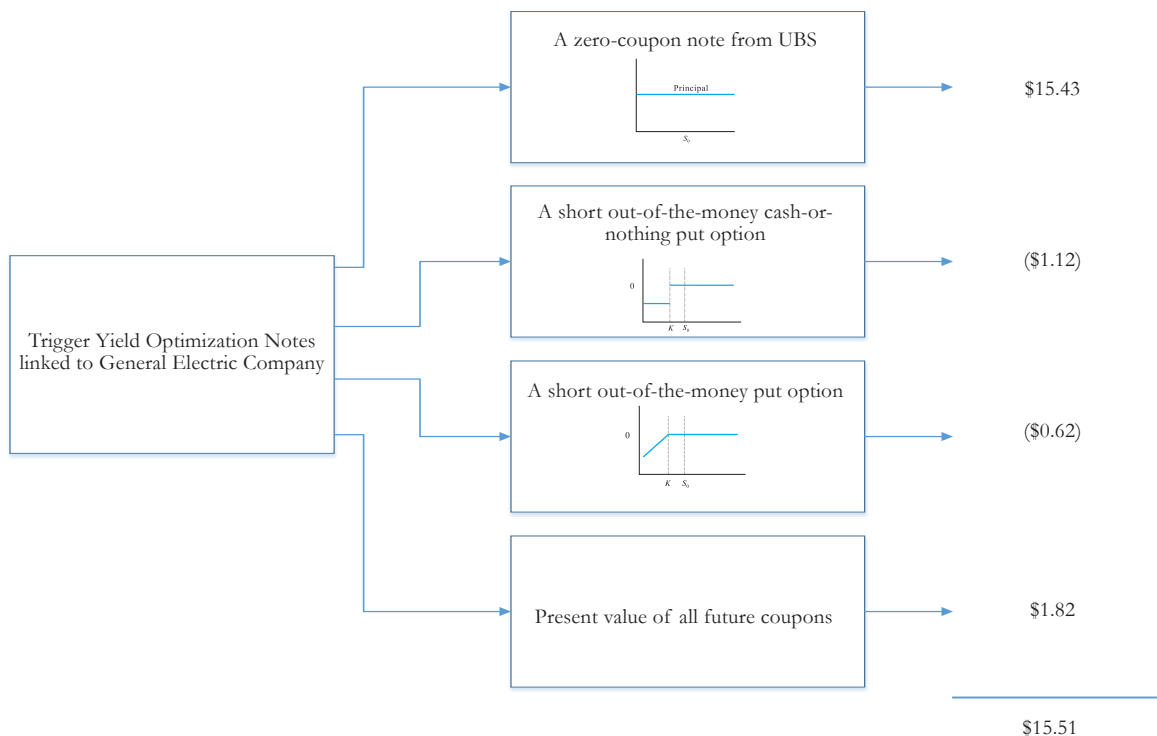 A zero-coupon note from UBS
Principal
S₀
$15.43
A short out-of-the-money cash-or-
nothing put option
0
K
S₀
($1.12)
Trigger Yield Optimization Notes
linked to General Electric Company
A short out-of-the-money put option
0
K
S₀
($0.62)
Present value of all future coupons
$1.82
$15.51